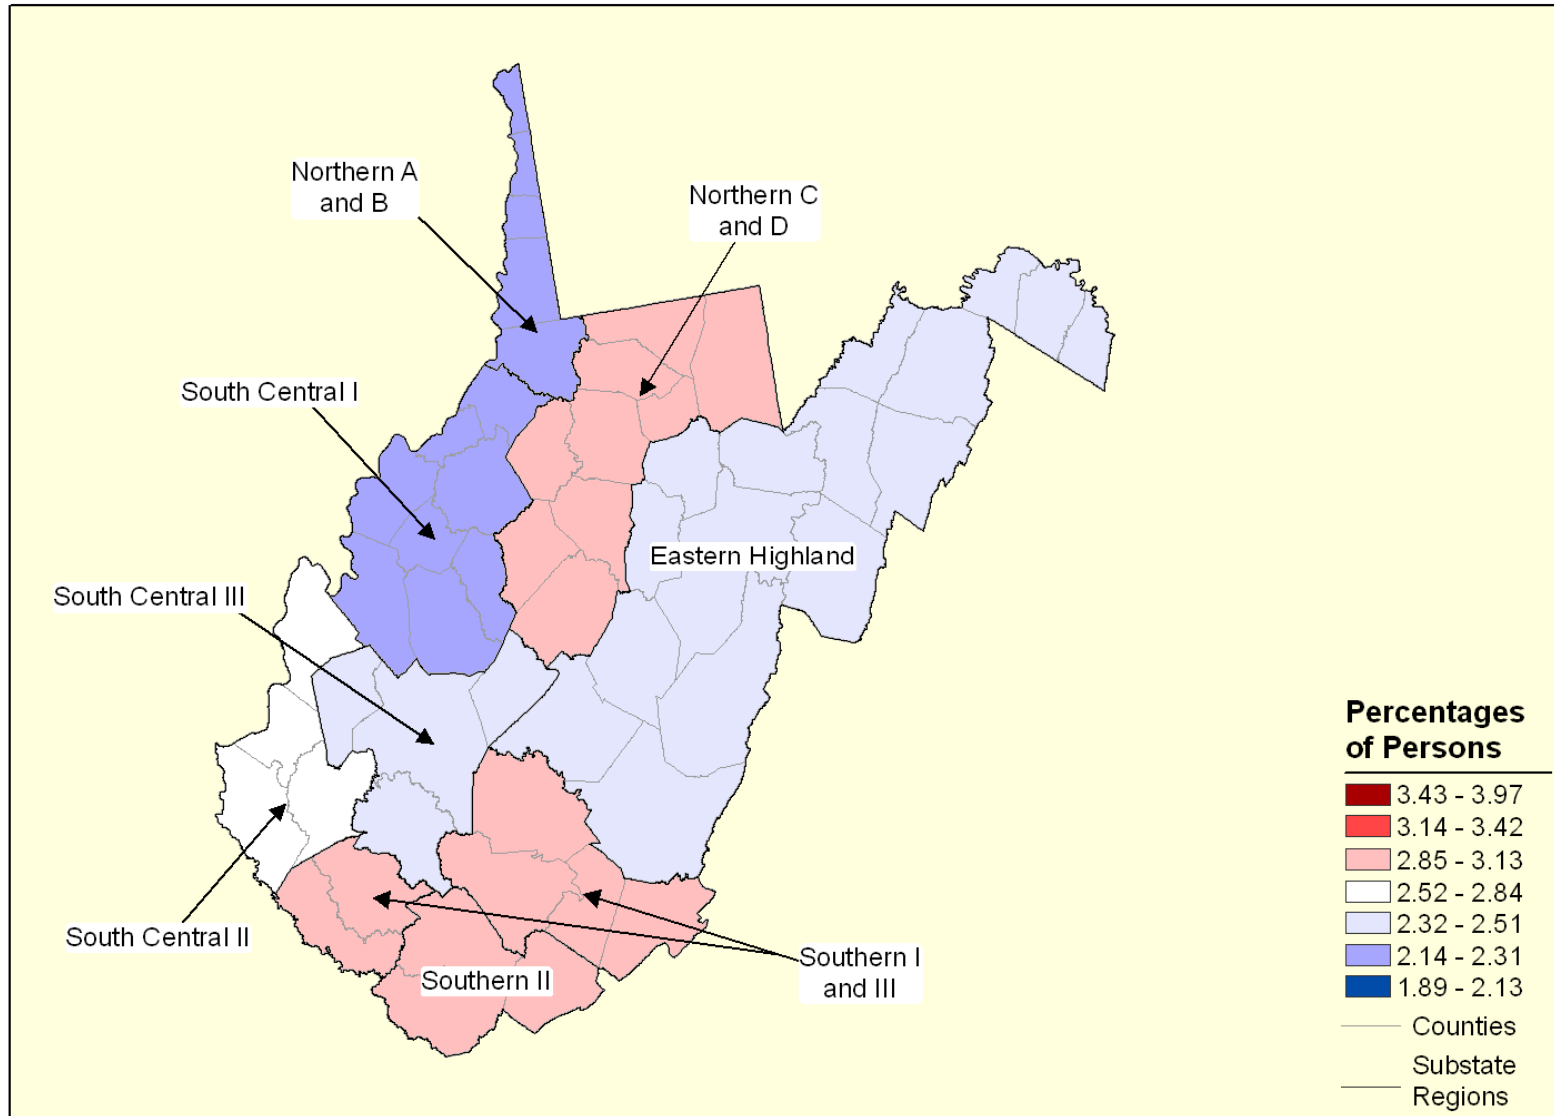 Northern A
and B
Northern C
and D
South Central I
Eastern Highland
South Central III
South Central II
Southern II
Southern I
and III
Percentages
of Persons
3.43 - 3.97
3.14 - 3.42
2.85 - 3.13
2.52 - 2.84
2.32 - 2.51
2.14 - 2.31
1.89 - 2.13
Counties
Substate
Regions